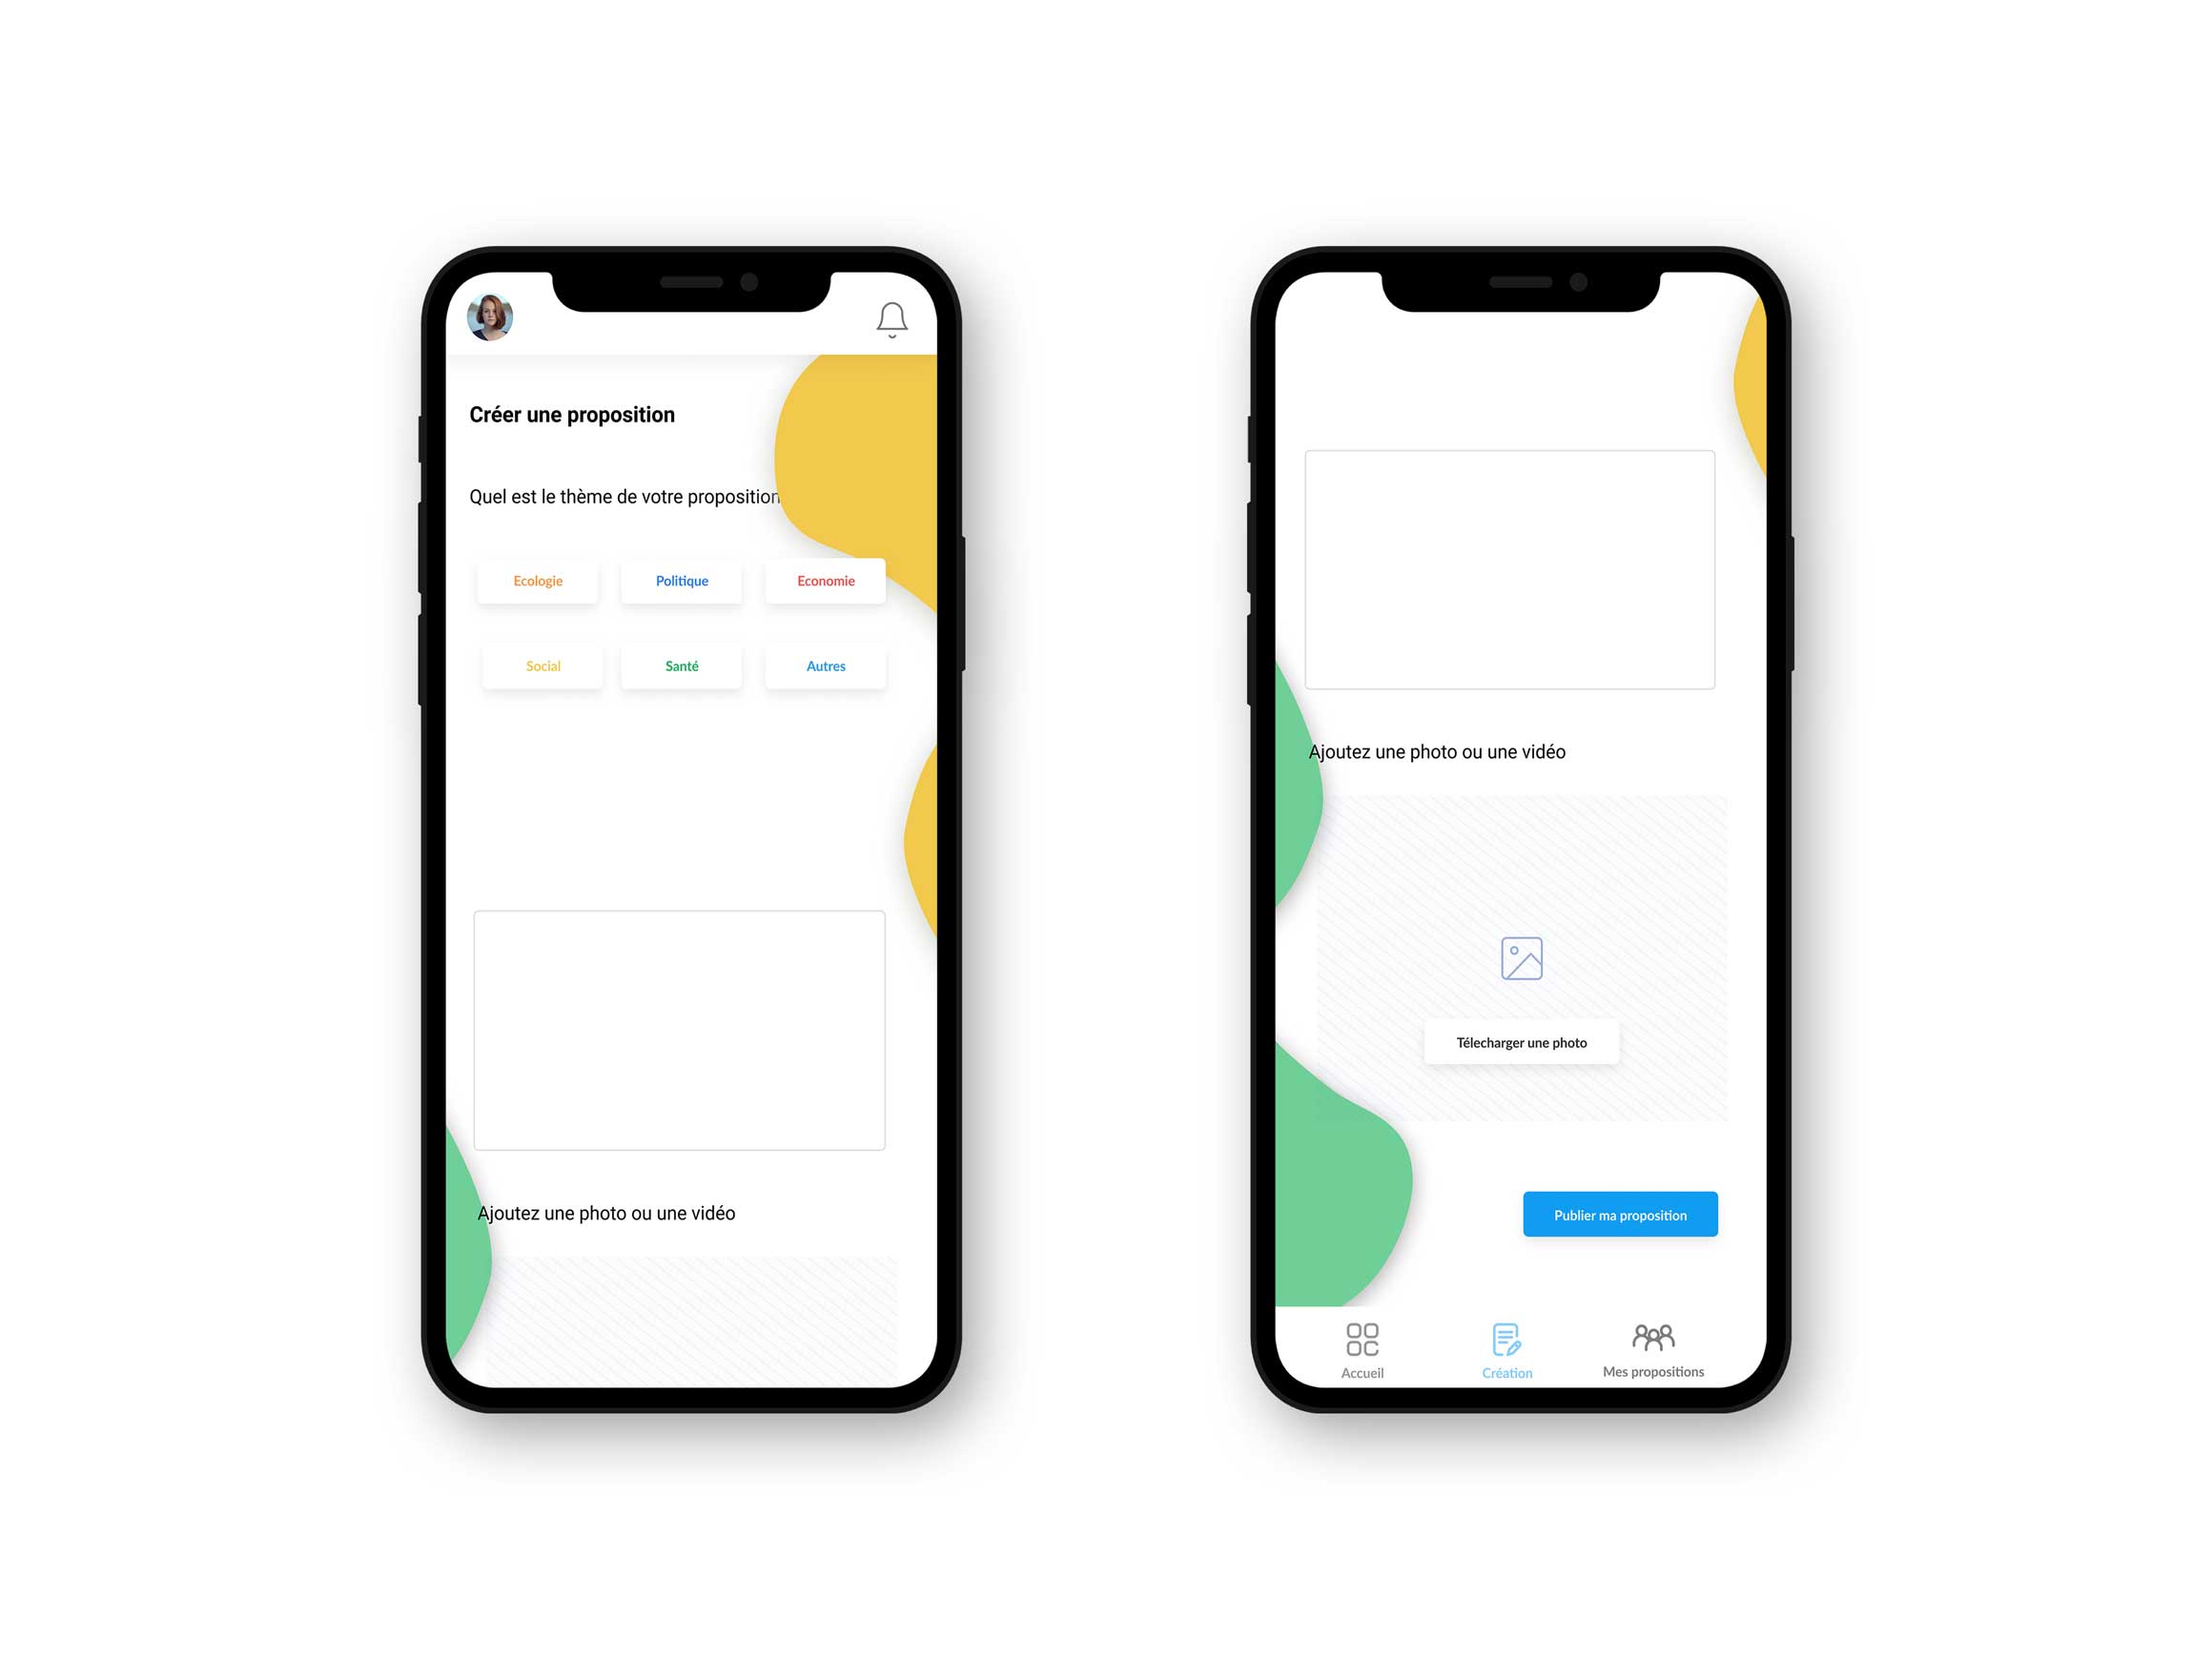 Créer une proposition
Quel est le thème de votre proposition
Ecologie
Politique
Economie
Social
Santé
Autres
Ajoutez une photo ou une vidéo
Ajoutez une photo ou une vidéo
Télecharger une photo
Publier ma proposition
Accueil
Création
Mes propositions